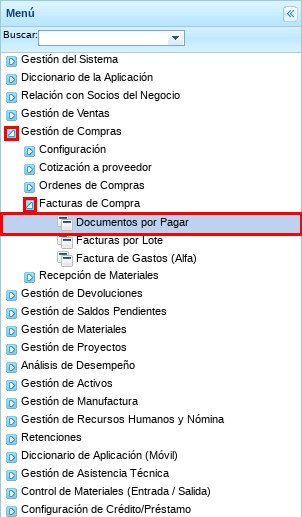 Menú
Buscar:
Gestión del Sistema
Diccionario de la Aplicación
Relación con Socios del Negocio
Gestión de Ventas
Gestión de Compras
Configuración
Cotización a proveedor
Ordenes de Compras
Facturas de Compra
Documentos por Pagar
Facturas por Lote
Factura de Gastos (Alfa)
Recepción de Materiales
Gestión de Devoluciones
Gestión de Saldos Pendientes
Gestión de Materiales
Gestión de Proyectos
Análisis de Desempeño
Gestión de Activos
Gestión de Manufactura
Gestión de Recursos Humanos y Nómina
Retenciones
Diccionario de Aplicación (Móvil)
Gestión de Asistencia Técnica
Control de Materiales (Entrada / Salida)
Configuración de Crédito/Préstamo